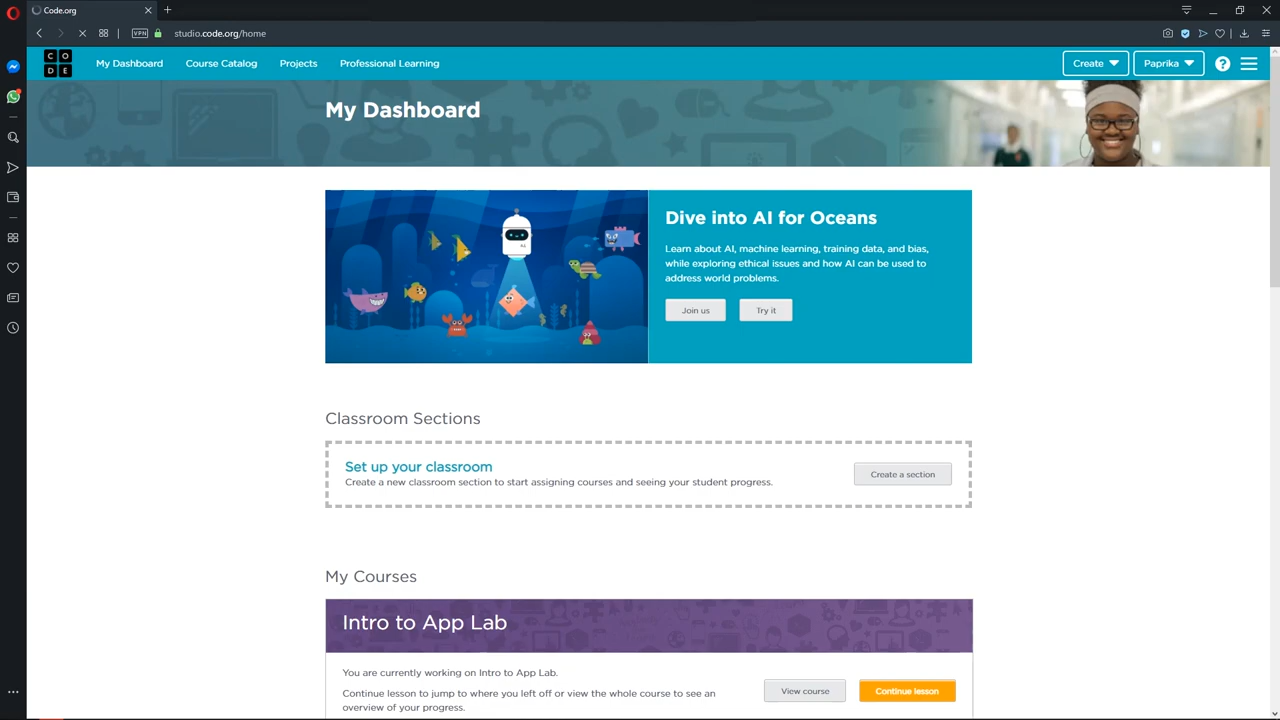 Code.org
VPN
studio.code.org/home
C O
D E
My Dashboard
Course Catalog
Projects
Professional Learning
Create
Paprika
?
My Dashboard
AI
Dive into AI for Oceans
Learn about AI, machine learning, training data, and bias,
while exploring ethical issues and how AI can be used to
address world problems.
Join us
Try it
Classroom Sections
Set up your classroom
Create a new classroom section to start assigning courses and seeing your student progress.
Create a section
My Courses
Intro to App Lab
You are currently working on Intro to App Lab.
Continue lesson to jump to where you left off or view the whole course to see an
overview of your progress.
View course
Continue lesson